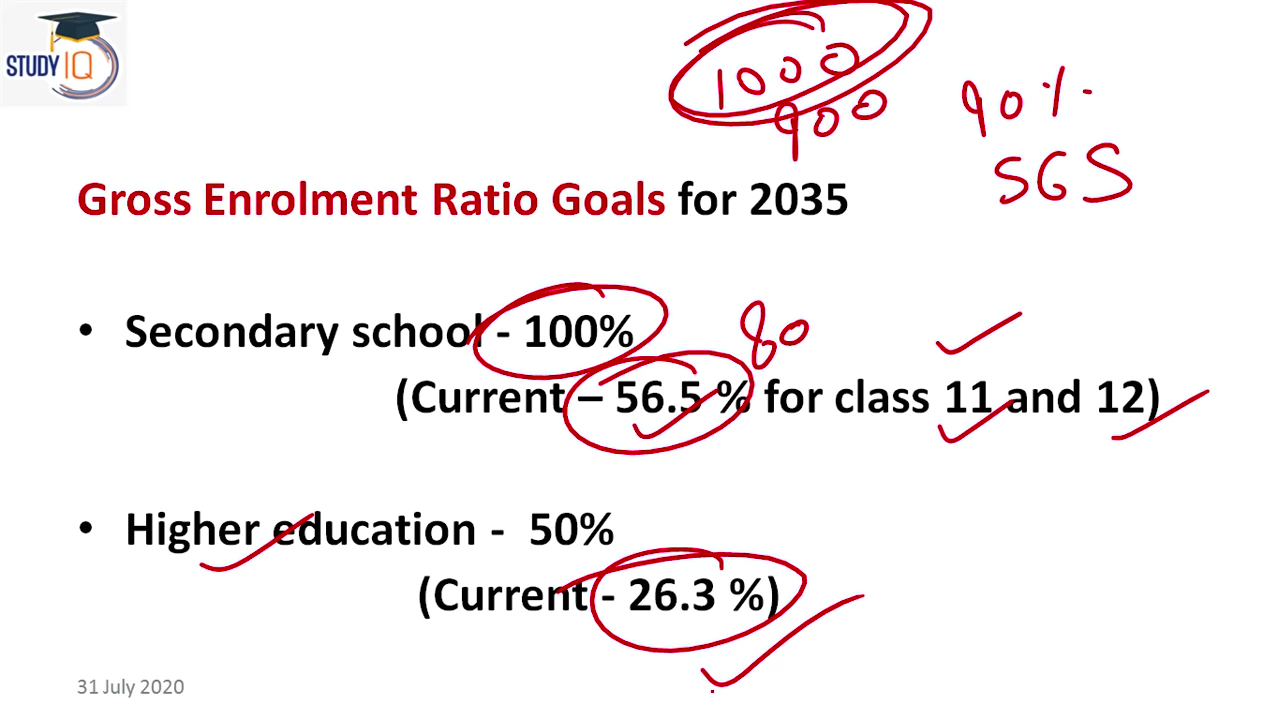 STUDY IQ
1000
900
90%
SGS
Gross Enrolment Ratio Goals for 2035
• Secondary school - 100%
80
(Current – 56.5 % for class 11 and 12)
• Higher education - 50%
(Current - 26.3 %)
31 July 2020